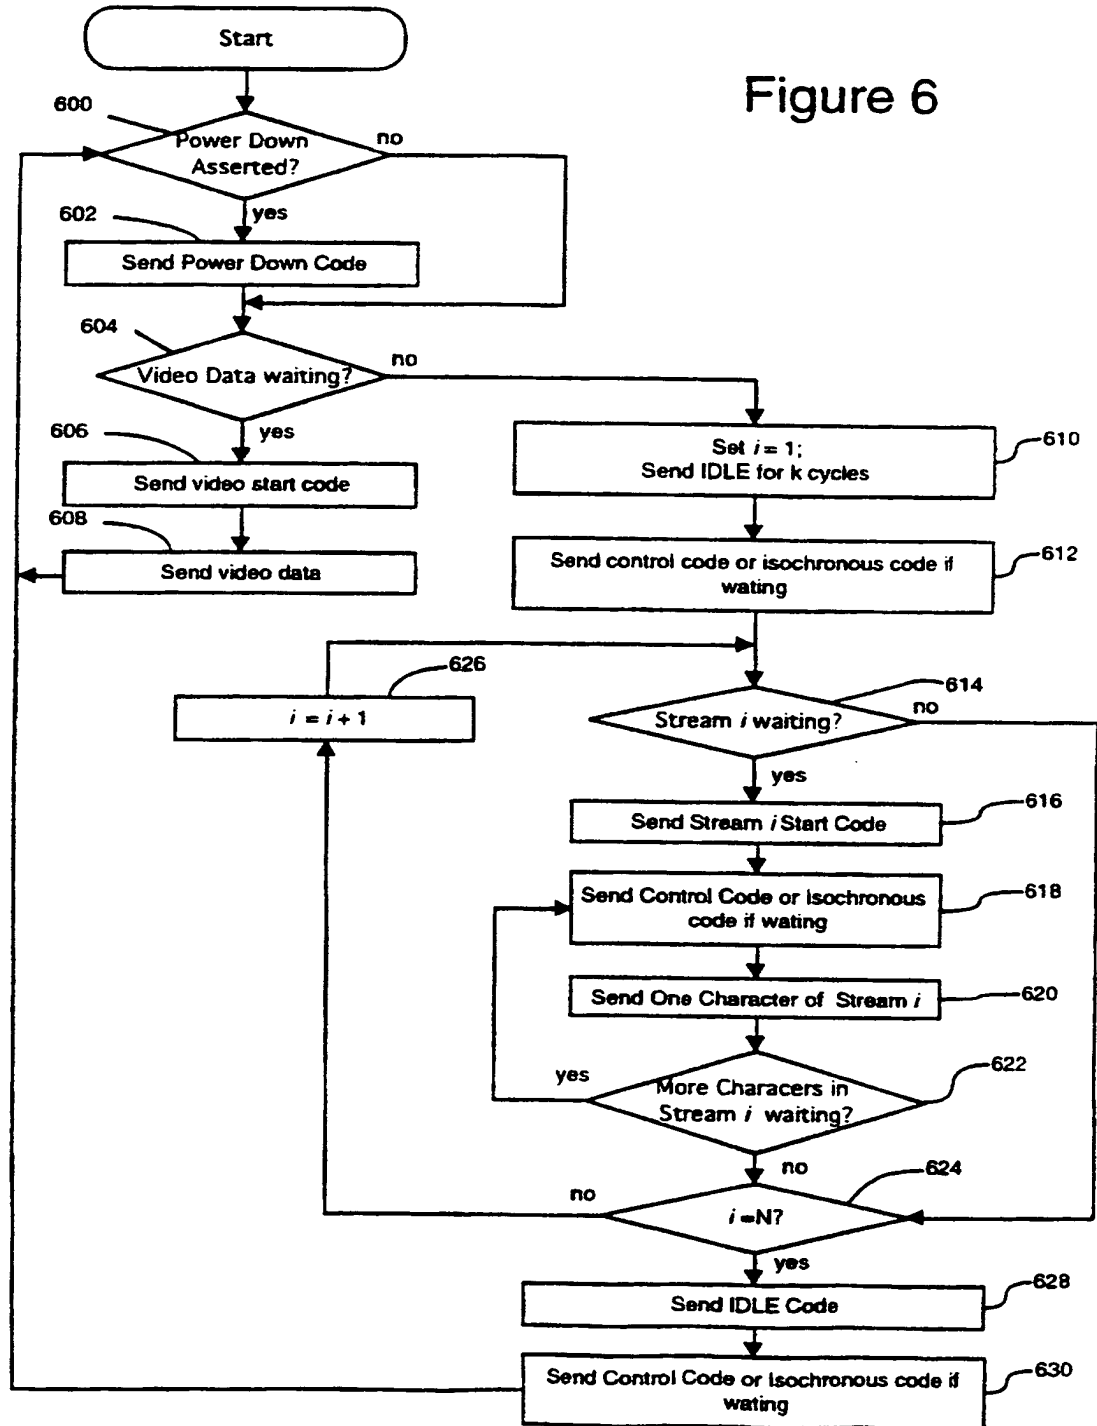 Start
Figure 6
600
Power Down
Asserted?
no
yes
602
Send Power Down Code
604
Video Data waiting?
no
yes
606
Send video start code
608
Send video data
610
Set i = 1;
Send IDLE for k cycles
612
Send control code or isochronous code if
wating
626
i = i + 1
614
Stream i waiting?
no
yes
616
Send Stream i Start Code
618
Send Control Code or Isochronous
code if wating
620
Send One Character of Stream i
622
yes
More Characers in
Stream i waiting?
no
624
no
i =N?
yes
628
Send IDLE Code
630
Send Control Code or Isochronous code if
wating